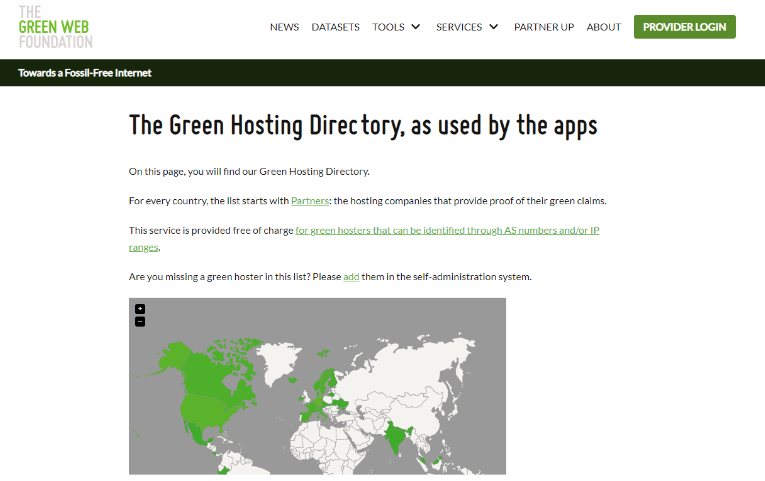 THE
GREEN WEB
FOUNDATION
NEWS DATASETS TOOLS SERVICES PARTNER UP ABOUT PROVIDER LOGIN
Towards a Fossil-Free Internet
The Green Hosting Directory, as used by the apps
On this page, you will find our Green Hosting Directory.
For every country, the list starts with Partners: the hosting companies that provide proof of their green claims.
This service is provided free of charge for green hosters that can be identified through AS numbers and/or IP
ranges.
Are you missing a green hoster in this list? Please add them in the self-administration system.
+
−